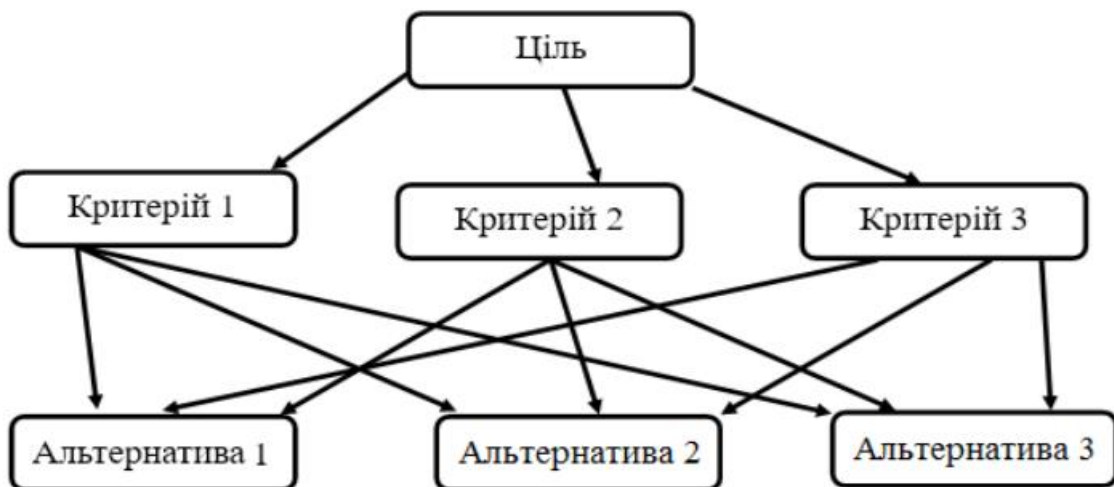 Ціль
Критерій 1
Критерій 2
Критерій 3
Альтернатива 1
Альтернатива 2
Альтернатива 3